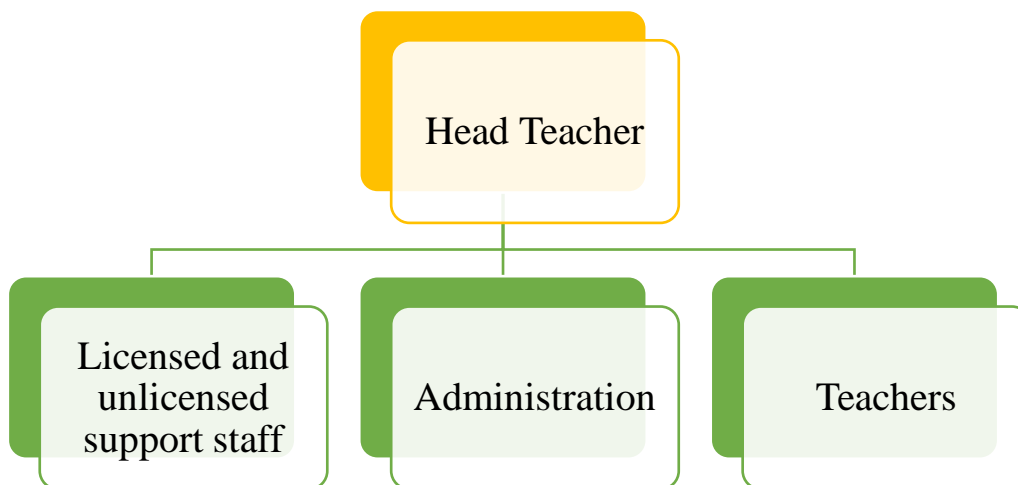 Head Teacher
Licensed and
unlicensed
support staff
Administration
Teachers